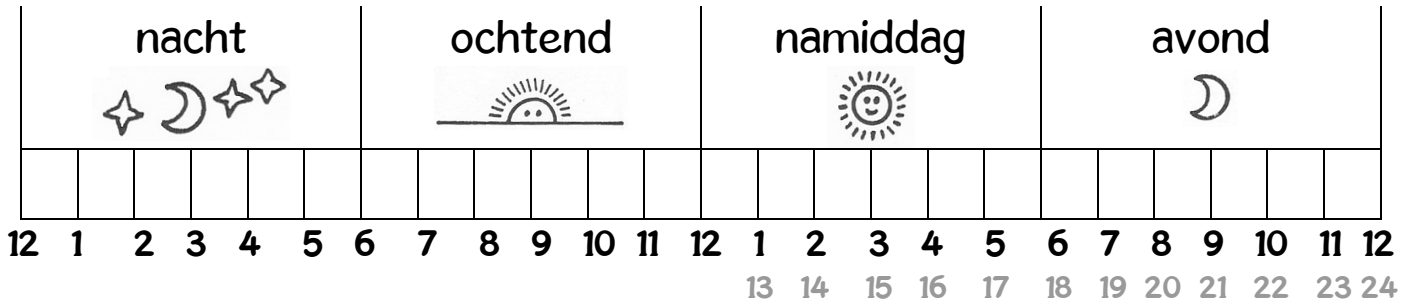 nacht ochtend namiddag avond
12 1 2 3 4 5 6 7 8 9 10 11 12 1 2 3 4 5 6 7 8 9 10 11 12
13 14 15 16 17 18 19 20 21 22 23 24